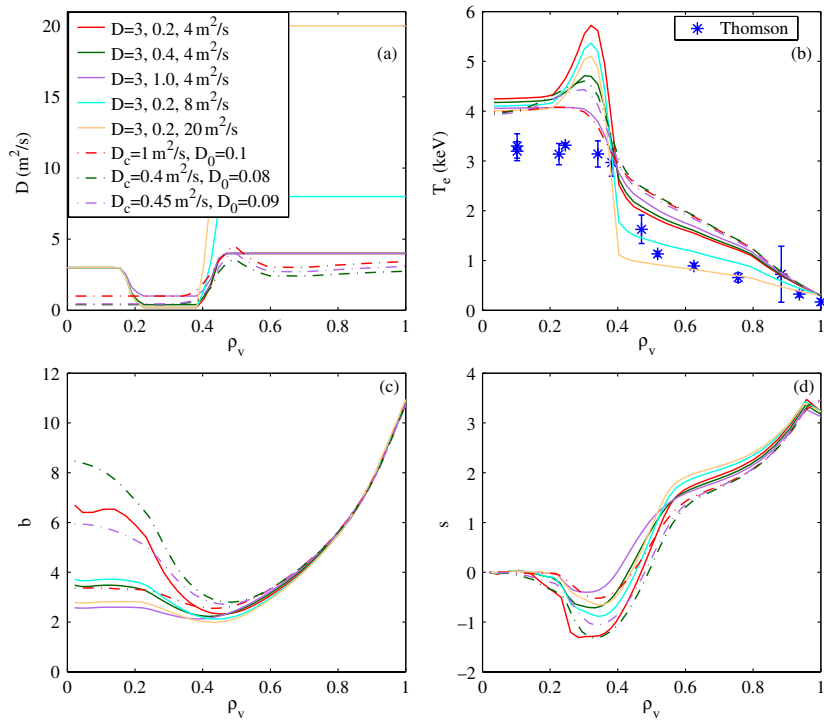 20
15
10
5
0
D (m²/s)
D=3, 0.2, 4 m²/s
D=3, 0.4, 4 m²/s
D=3, 1.0, 4 m²/s
D=3, 0.2, 8 m²/s
D=3, 0.2, 20 m²/s
D_c=1 m²/s, D_0=0.1
D_c=0.4 m²/s, D_0=0.08
D_c=0.45 m²/s, D_0=0.09
(a)
0 0.2 0.4 0.6 0.8 1
ρ_v
6
5
4
3
2
1
0
T_e (keV)
Thomson
(b)
0 0.2 0.4 0.6 0.8 1
ρ_v
12
10
8
6
4
2
0
b
(c)
0 0.2 0.4 0.6 0.8 1
ρ_v
4
3
2
1
0
−1
−2
s
(d)
0 0.2 0.4 0.6 0.8 1
ρ_v